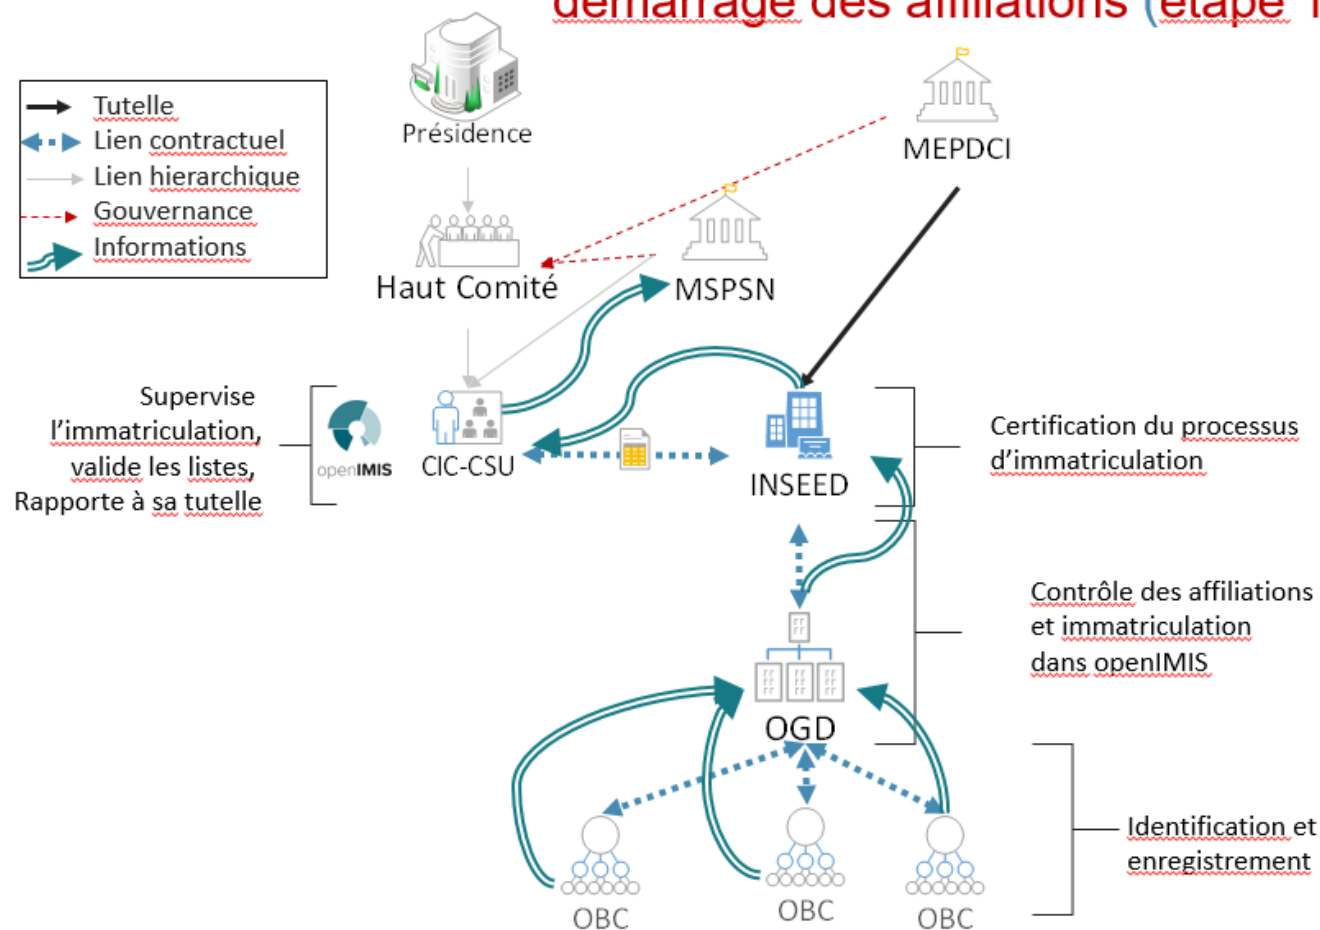 démarrage des affiliations (étape 1
Présidence
MEPDCI
Tutelle
Lien contractuel
Lien hierarchique
Gouvernance
Informations
Haut Comité
MSPSN
Supervise
l'immatriculation,
valide les listes,
Rapporte à sa tutelle
openIMIS
CIC-CSU
INSEED
Certification du processus
d'immatriculation
Contrôle des affiliations
et immatriculation
dans openIMIS
OGD
Identification et
enregistrement
OBC
OBC
OBC